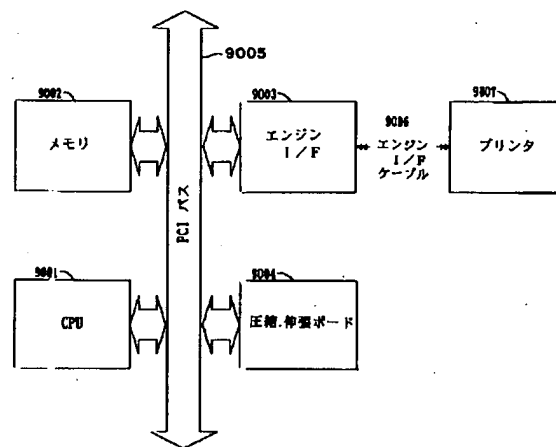 9005
9002
メモリ
9003
エンジン
I/F
9006
エンジン
I/F
ケーブル
9007
プリンタ
PCI バス
9001
CPU
9004
圧縮.伸張ボード